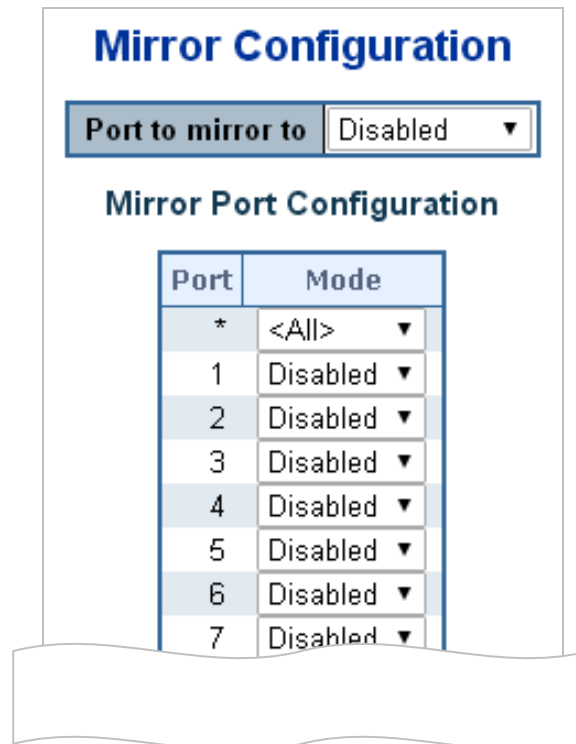 Mirror Configuration
Port to mirror to Disabled
Mirror Port Configuration
Port Mode
* <All>
1 Disabled
2 Disabled
3 Disabled
4 Disabled
5 Disabled
6 Disabled
7 Disabled